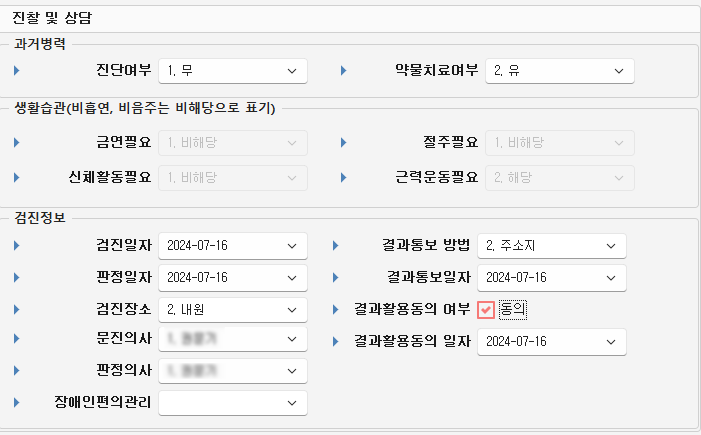 진찰 및 상담
과거병력
진단여부 1. 무 약물치료여부 2. 유
생활습관(비흡연, 비음주는 비해당으로 표기)
금연필요 1. 비해당 절주필요 1. 비해당
신체활동필요 1. 비해당 근력운동필요 2. 해당
검진정보
검진일자 2024-07-16 결과통보 방법 2. 주소지
판정일자 2024-07-16 결과통보일자 2024-07-16
검진장소 2. 내원 결과활용동의 여부 동의
문진의사 결과활용동의 일자 2024-07-16
판정의사
장애인편의관리